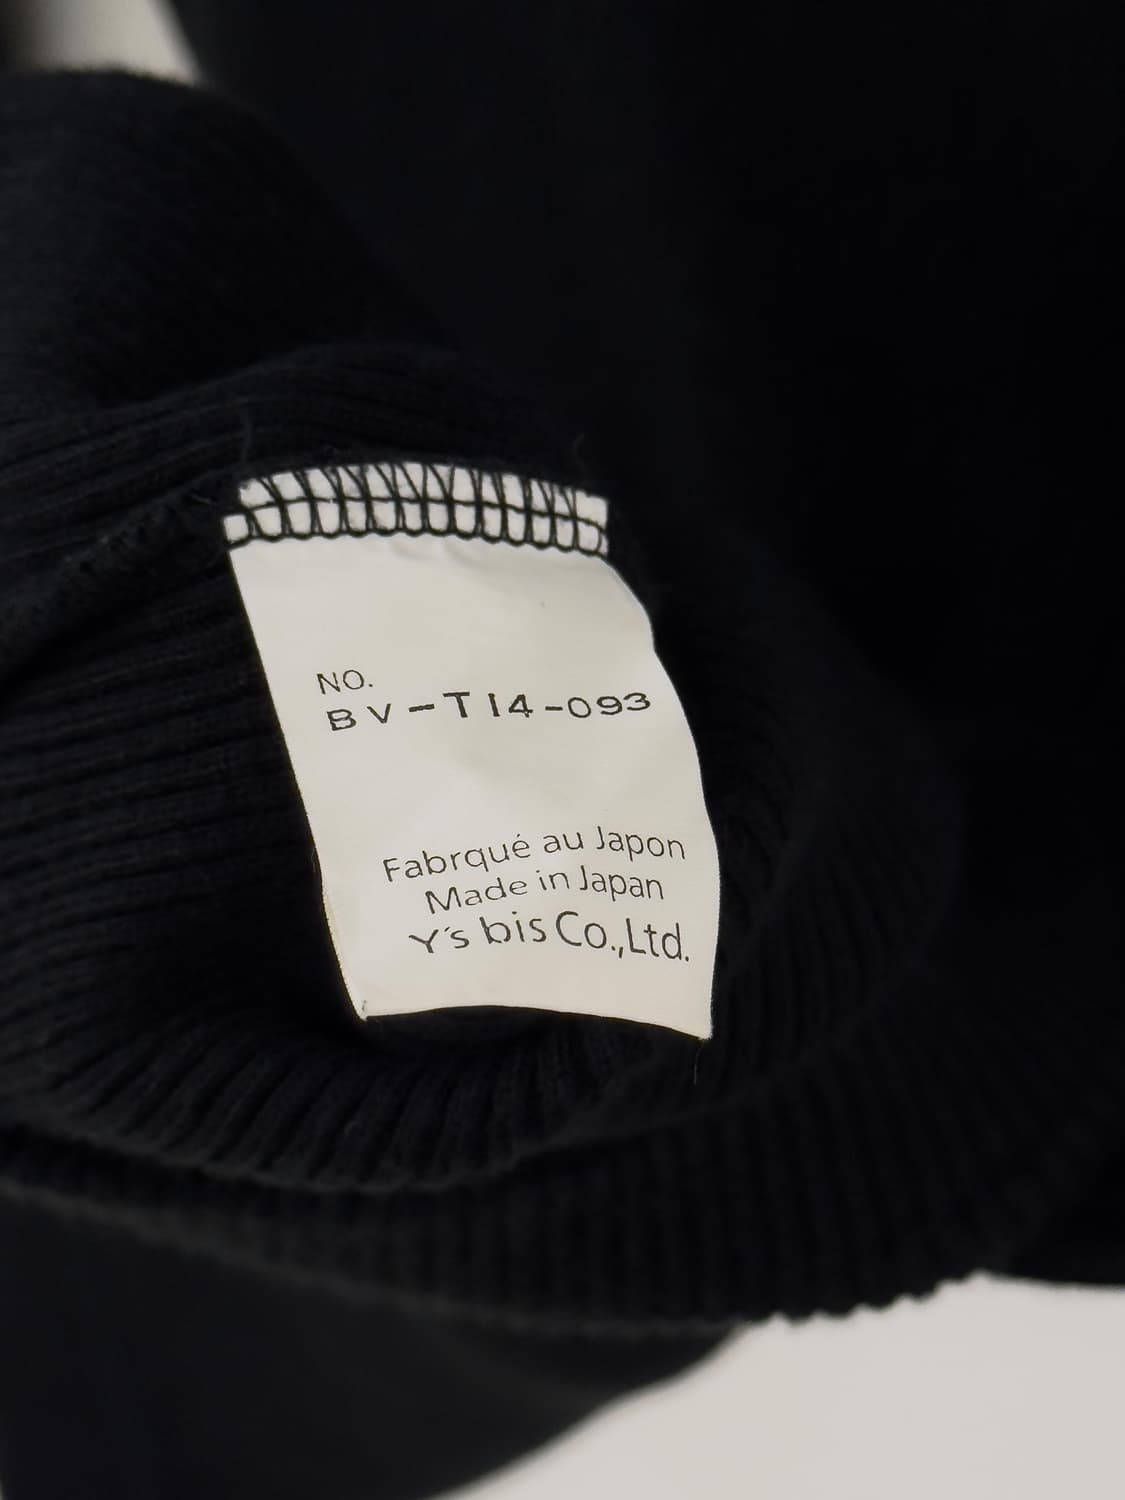 NO.
BV-T14-093
Fabrqué au Japon
Made in Japan
Y's bis Co.,Ltd.